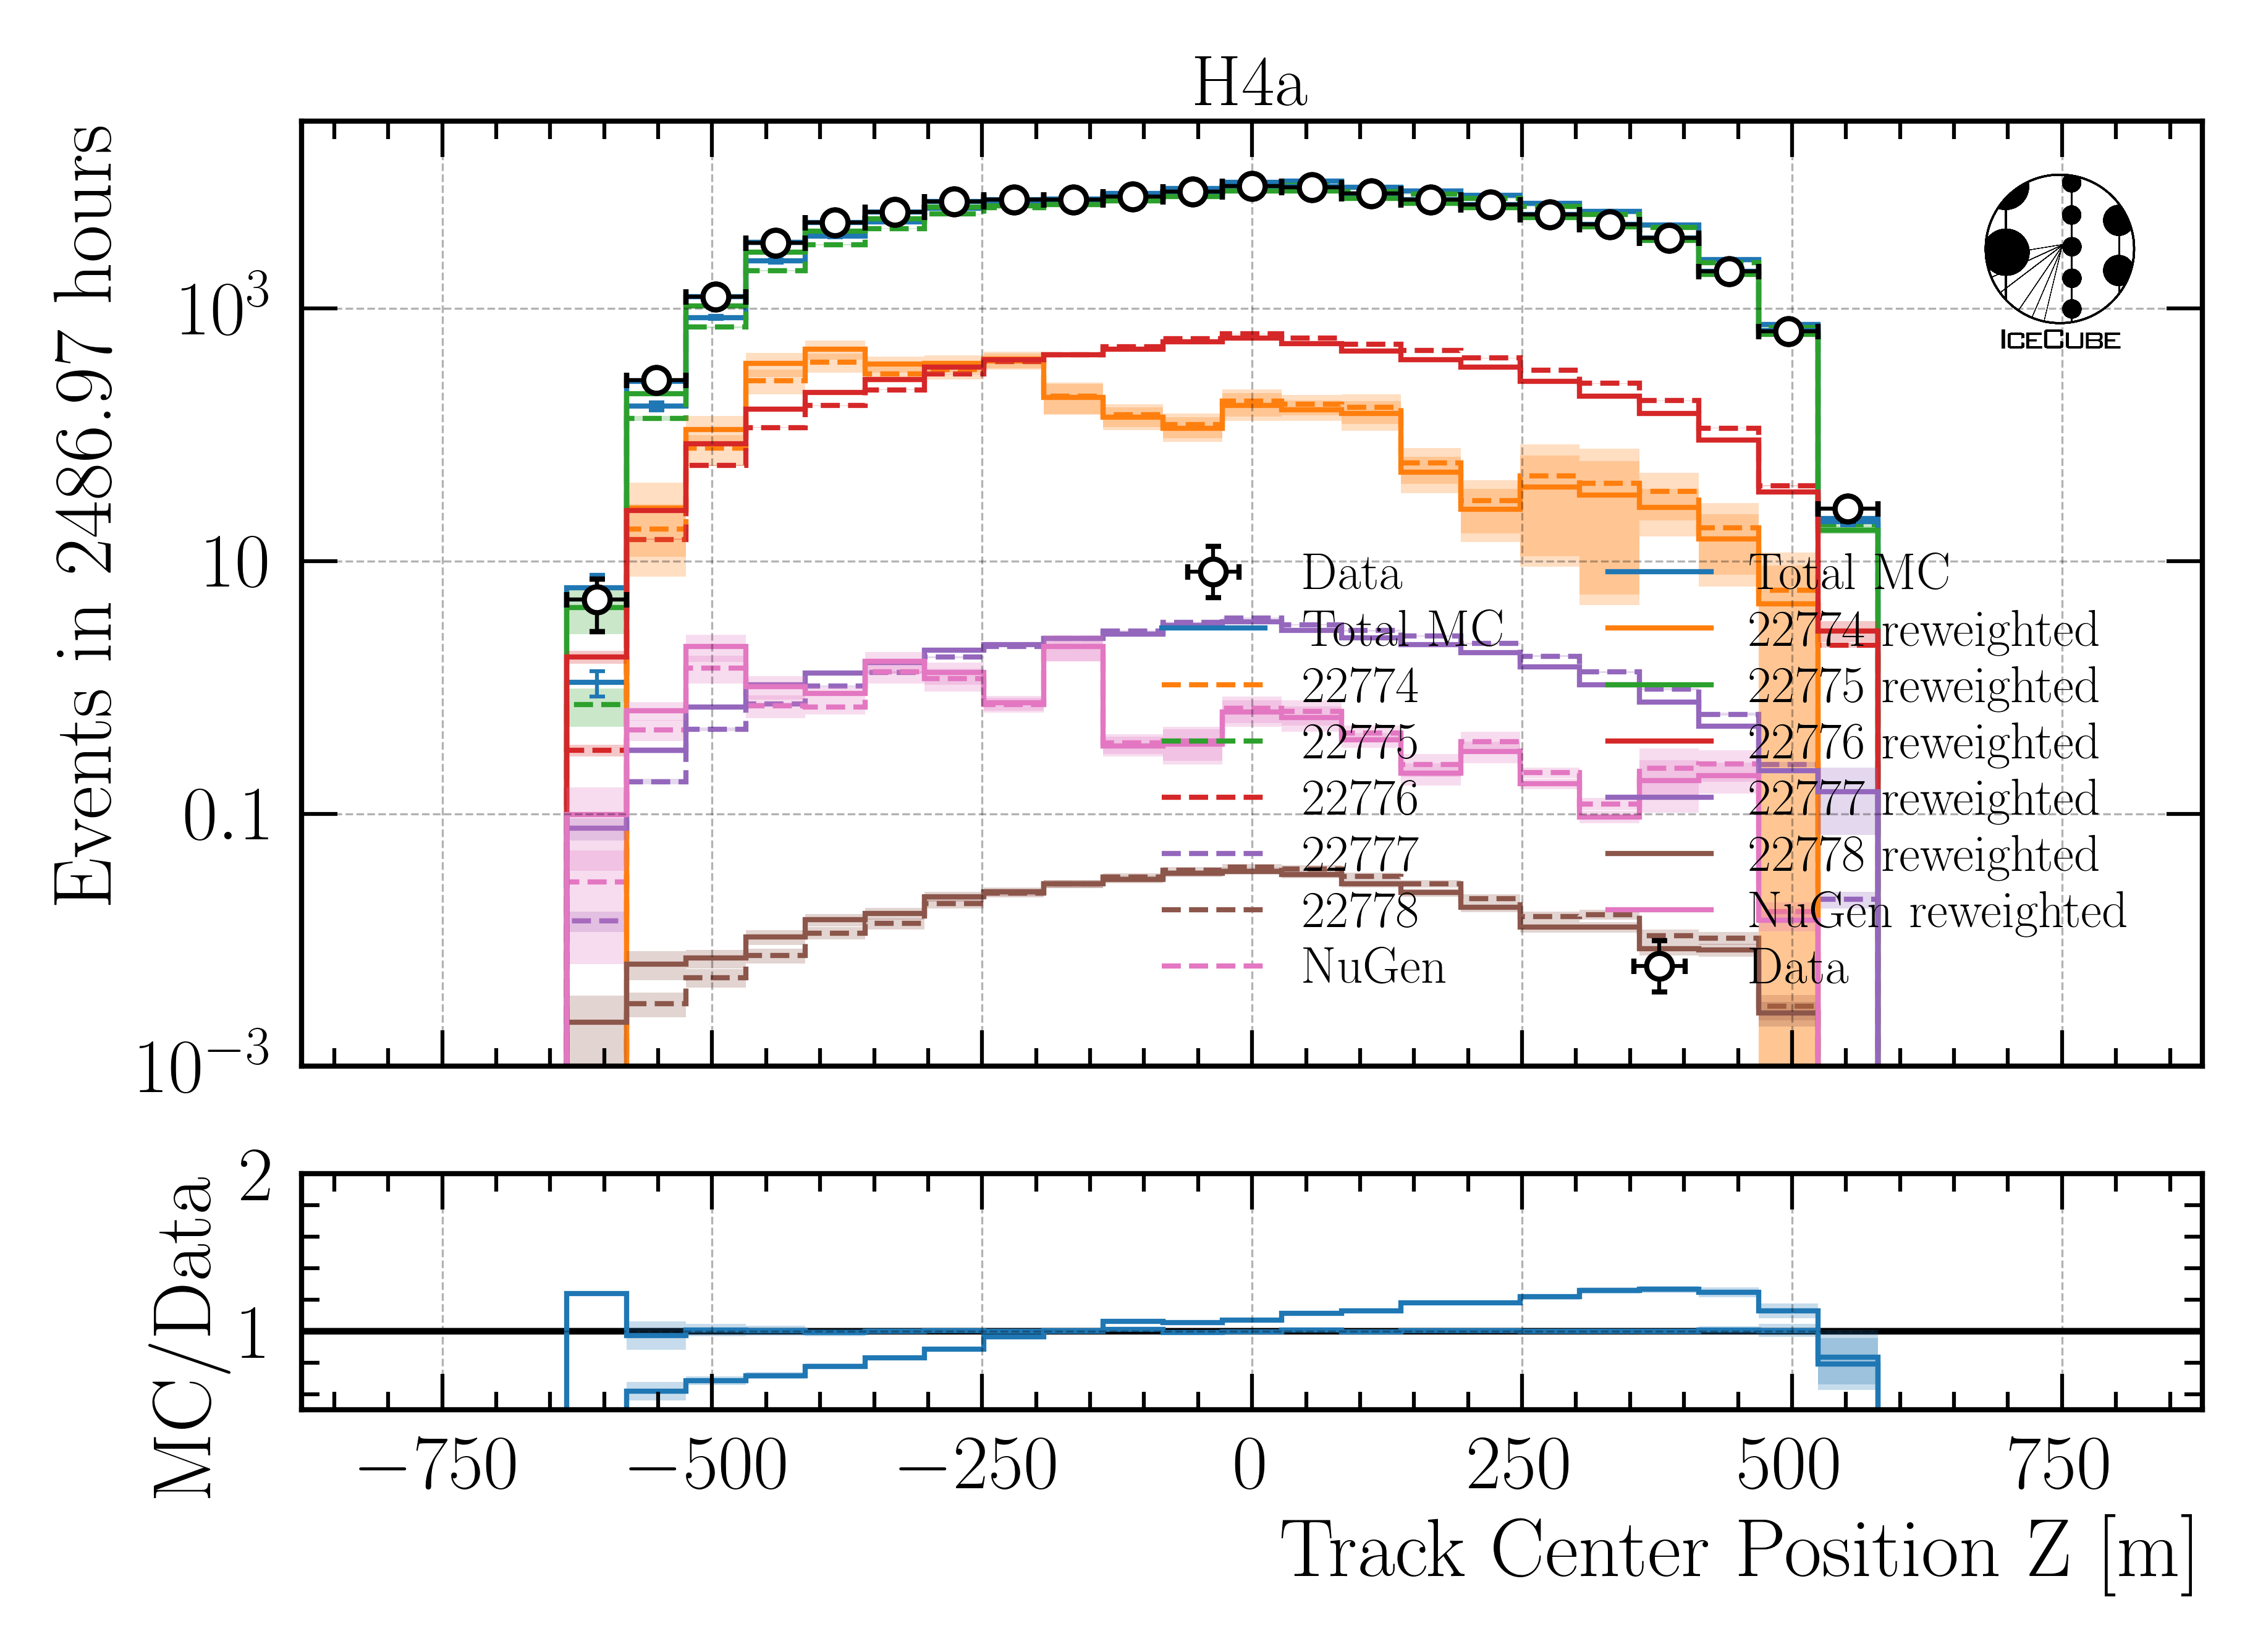 H4a
Events in 2486.97 hours
10³
10
0.1
10⁻³
IceCube
Data
Total MC
22774
22775
22776
22777
22778
NuGen
Total MC
22774 reweighted
22775 reweighted
22776 reweighted
22777 reweighted
22778 reweighted
NuGen reweighted
Data
MC/Data
2
1
−750 −500 −250 0 250 500 750
Track Center Position Z [m]